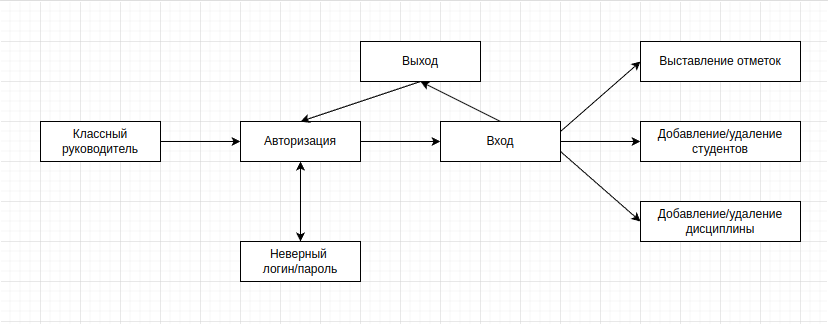 Выход
Выставление отметок
Классный
руководитель
Авторизация
Вход
Добавление/удаление
студентов
Добавление/удаление
дисциплины
Неверный
логин/пароль